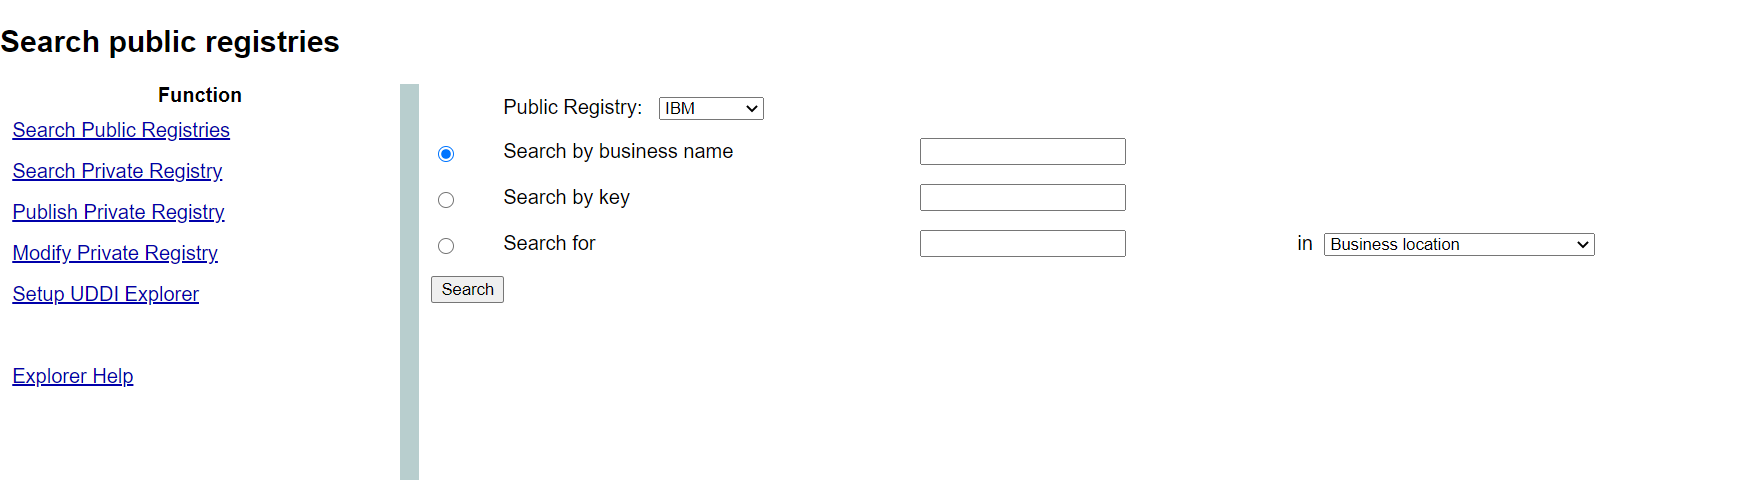 Search public registries
Function
Search Public Registries
Search Private Registry
Publish Private Registry
Modify Private Registry
Setup UDDI Explorer
Explorer Help
Public Registry: IBM
Search by business name
Search by key
Search for in Business location
Search